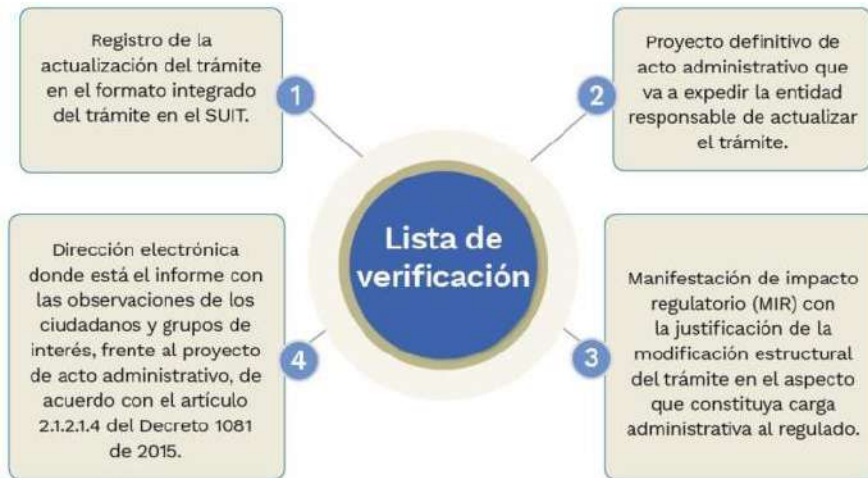 Registro de la
actualización del trámite
en el formato integrado
del trámite en el SUIT.
1
Proyecto definitivo de
acto administrativo que
va a expedir la entidad
responsable de actualizar
el trámite.
2
Lista de
verificación
Manifestación de impacto
regulatorio (MIR) con
la justificación de la
modificación estructural
del trámite en el aspecto
que constituya carga
administrativa al regulado.
3
Dirección electrónica
donde está el informe con
las observaciones de los
ciudadanos y grupos de
interés, frente al proyecto
de acto administrativo, de
acuerdo con el artículo
2.1.2.1.4 del Decreto 1081
de 2015.
4